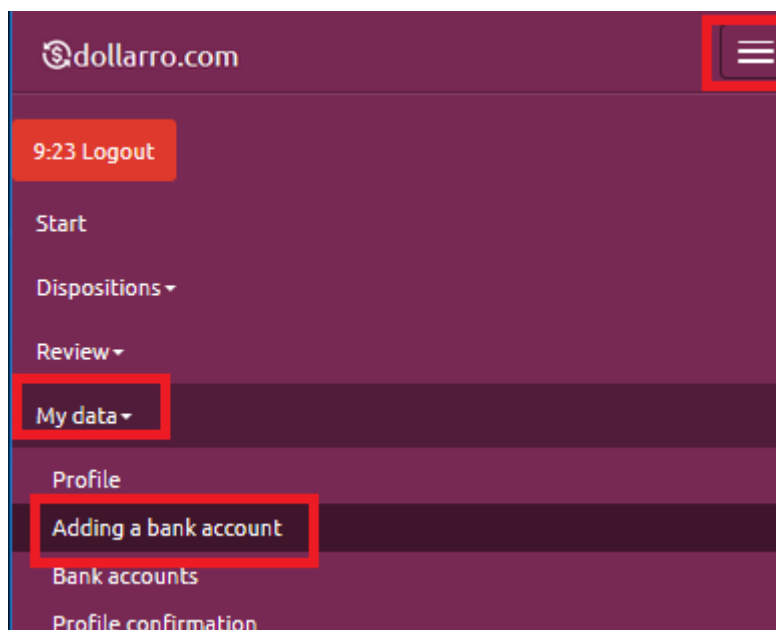 dollarro.com
9:23 Logout
Start
Dispositions
Review
My data
Profile
Adding a bank account
Bank accounts
Profile confirmation